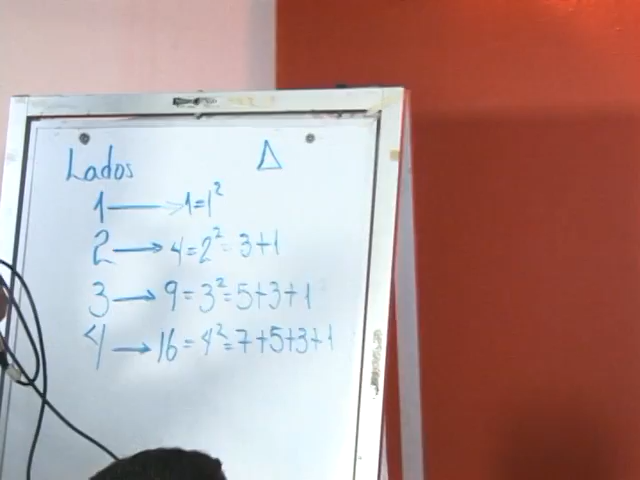 Lados Δ
1 → 1=1²
2 → 4=2²=3+1
3 → 9=3²=5+3+1
4 → 16=4²=7+5+3+1